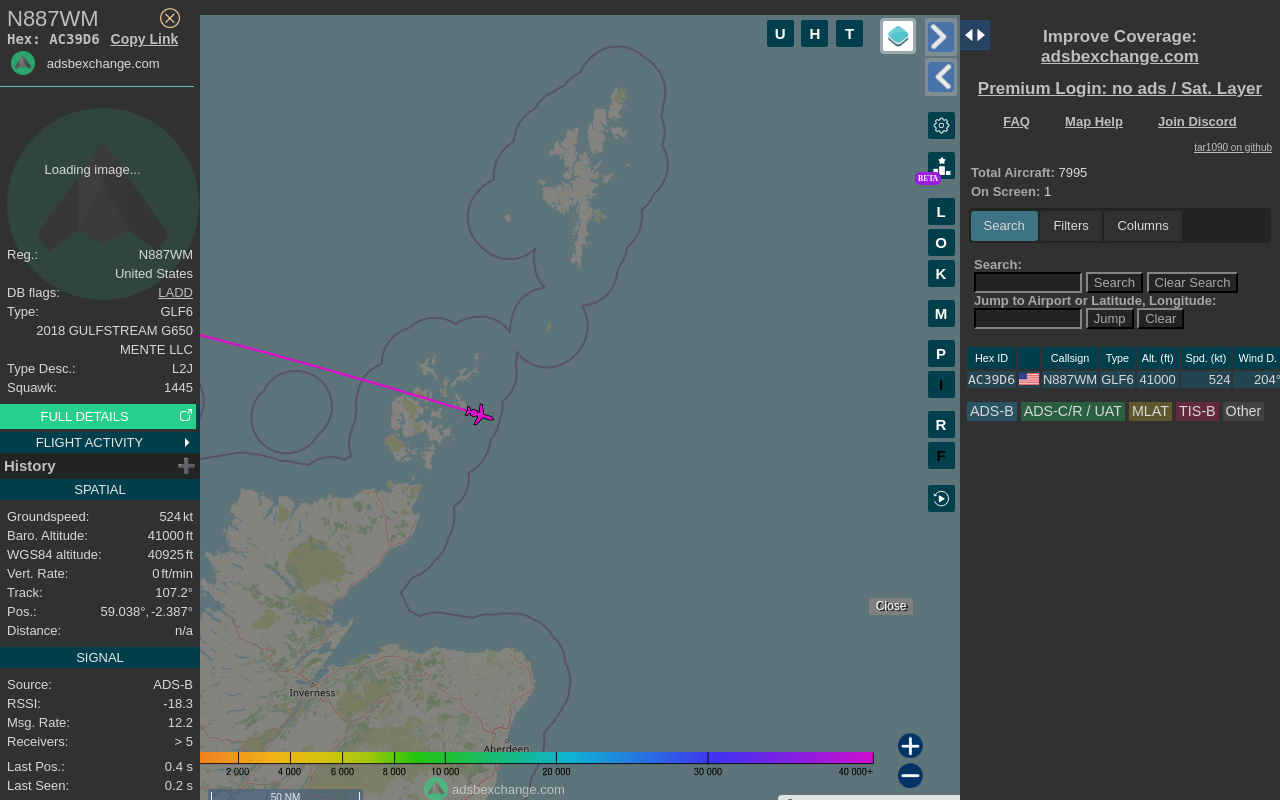 N887WM
Hex: AC39D6 Copy Link
adsbexchange.com
Loading image...
Reg.: N887WM
United States
DB flags: LADD
Type: GLF6
2018 GULFSTREAM G650
MENTE LLC
Type Desc.: L2J
Squawk: 1445
FULL DETAILS
FLIGHT ACTIVITY
History
SPATIAL
Groundspeed: 524 kt
Baro. Altitude: 41000 ft
WGS84 altitude: 40925 ft
Vert. Rate: 0 ft/min
Track: 107.2°
Pos.: 59.038°, -2.387°
Distance: n/a
SIGNAL
Source: ADS-B
RSSI: -18.3
Msg. Rate: 12.2
Receivers: > 5
Last Pos.: 0.4 s
Last Seen: 0.2 s
U H T
BETA
L
O
K
M
P
I
R
F
Close
Inverness
Aberdeen
2 000 4 000 6 000 8 000 10 000 20 000 30 000 40 000+
adsbexchange.com
50 NM
Improve Coverage:
adsbexchange.com
Premium Login: no ads / Sat. Layer
FAQ Map Help Join Discord
tar1090 on github
Total Aircraft: 7995
On Screen: 1
Search Filters Columns
Search:
Search Clear Search
Jump to Airport or Latitude, Longitude:
Jump Clear
Hex ID Callsign Type Alt. (ft) Spd. (kt) Wind D.
AC39D6 N887WM GLF6 41000 524 204°
ADS-B ADS-C/R / UAT MLAT TIS-B Other